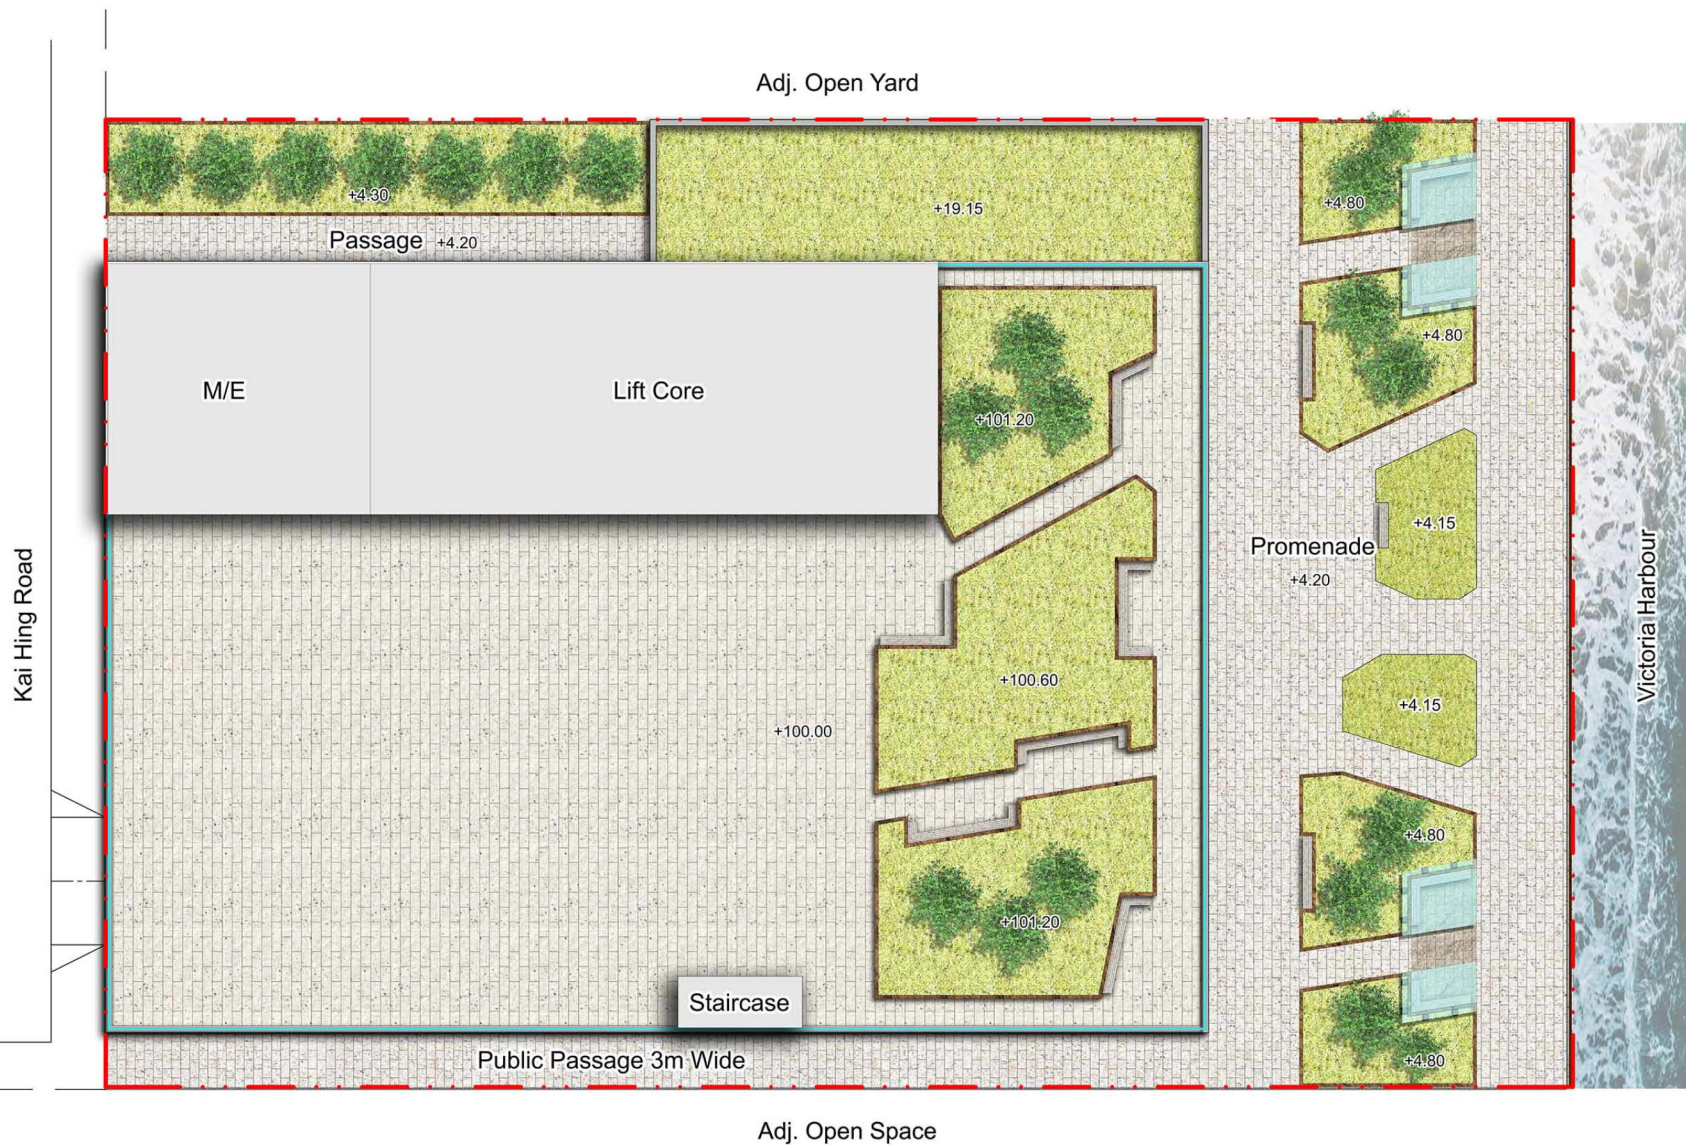 Adj. Open Yard
+4.30
+19.15
+4.80
Passage +4.20
+4.80
M/E
Lift Core
+101.20
+4.15
Promenade
+4.20
Kai Hing Road
Victoria Harbour
+100.60
+4.15
+100.00
+4.80
+101.20
Staircase
Public Passage 3m Wide
+4.80
Adj. Open Space